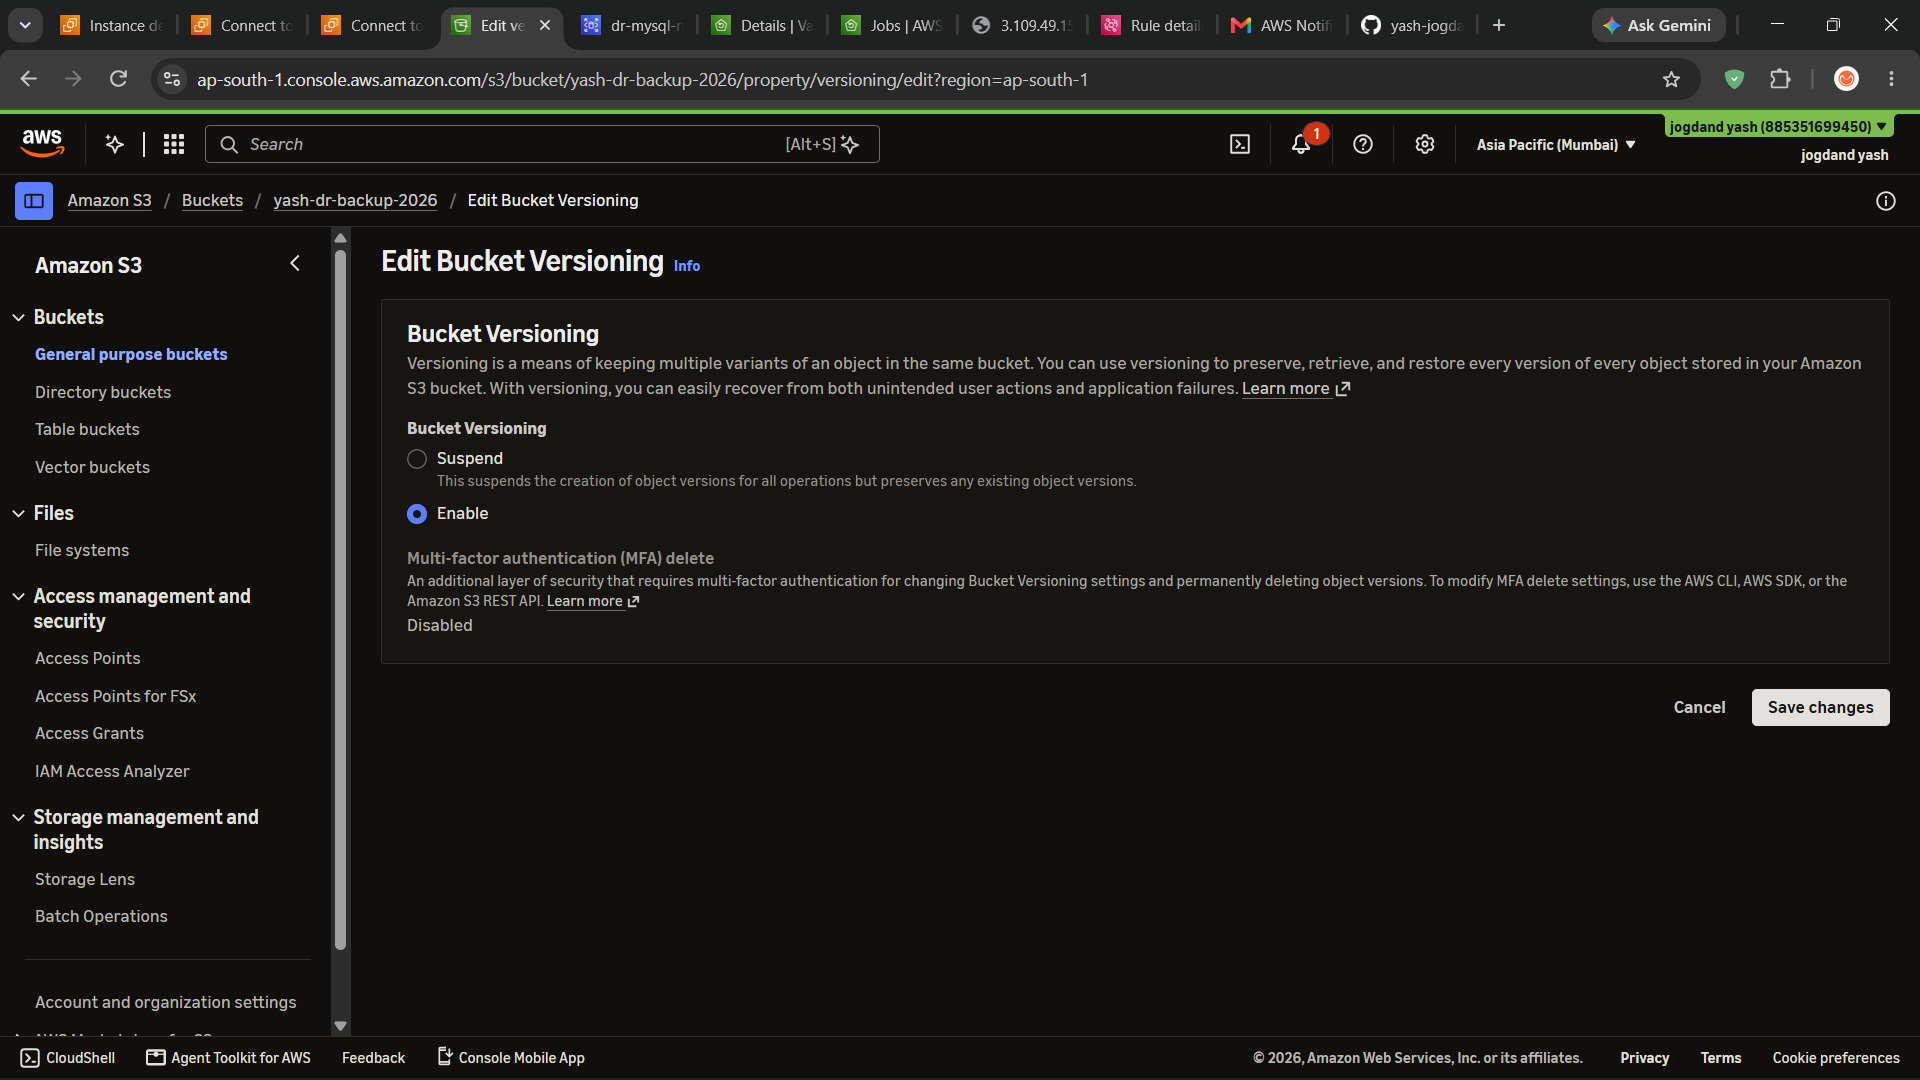 Instance de
Connect to
Connect to
Edit ve
dr-mysql-r
Details | Va
Jobs | AWS
3.109.49.15
Rule detail
AWS Notifi
yash-jogda
Ask Gemini
ap-south-1.console.aws.amazon.com/s3/bucket/yash-dr-backup-2026/property/versioning/edit?region=ap-south-1
aws
Search
[Alt+S]
1
Asia Pacific (Mumbai)
jogdand yash (885351699450)
jogdand yash
Amazon S3 / Buckets / yash-dr-backup-2026 / Edit Bucket Versioning
Amazon S3
Buckets
General purpose buckets
Directory buckets
Table buckets
Vector buckets
Files
File systems
Access management and
security
Access Points
Access Points for FSx
Access Grants
IAM Access Analyzer
Storage management and
insights
Storage Lens
Batch Operations
Account and organization settings
Edit Bucket Versioning Info
Bucket Versioning
Versioning is a means of keeping multiple variants of an object in the same bucket. You can use versioning to preserve, retrieve, and restore every version of every object stored in your Amazon
S3 bucket. With versioning, you can easily recover from both unintended user actions and application failures. Learn more
Bucket Versioning
Suspend
This suspends the creation of object versions for all operations but preserves any existing object versions.
Enable
Multi-factor authentication (MFA) delete
An additional layer of security that requires multi-factor authentication for changing Bucket Versioning settings and permanently deleting object versions. To modify MFA delete settings, use the AWS CLI, AWS SDK, or the
Amazon S3 REST API. Learn more
Disabled
Cancel
Save changes
CloudShell
Agent Toolkit for AWS
Feedback
Console Mobile App
© 2026, Amazon Web Services, Inc. or its affiliates.
Privacy
Terms
Cookie preferences